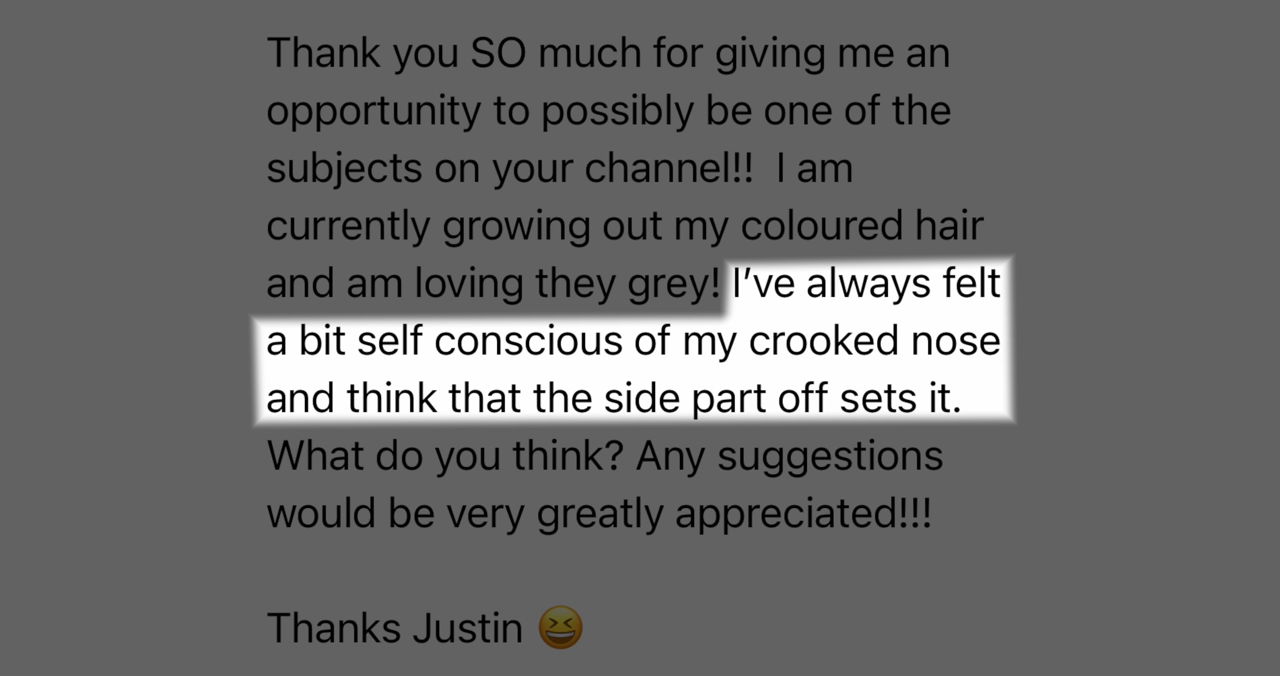 Thank you SO much for giving me an
opportunity to possibly be one of the
subjects on your channel!!  I am
currently growing out my coloured hair
and am loving they grey! I’ve always felt
a bit self conscious of my crooked nose
and think that the side part off sets it.
What do you think? Any suggestions
would be very greatly appreciated!!!
Thanks Justin 😆